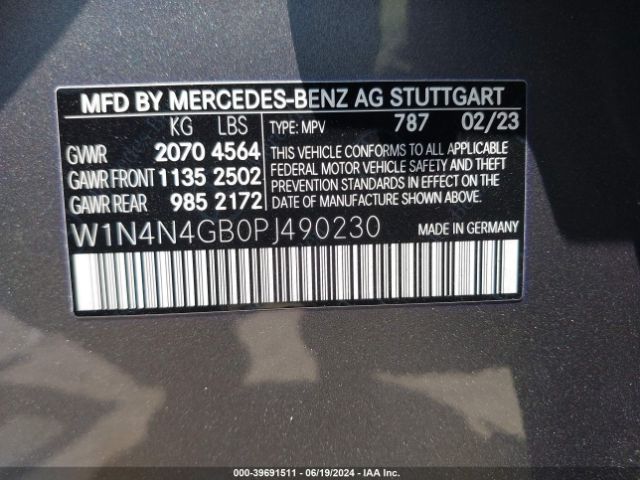 MFD BY MERCEDES-BENZ AG STUTTGART
KG LBS TYPE: MPV 787 02/23
GVWR 2070 4564
GAWR FRONT 1135 2502
GAWR REAR 985 2172
THIS VEHICLE CONFORMS TO ALL APPLICABLE
FEDERAL MOTOR VEHICLE SAFETY AND THEFT
PREVENTION STANDARDS IN EFFECT ON THE
DATE OF MANUFACTURE SHOWN ABOVE.
W1N4N4GB0PJ490230 MADE IN GERMANY
000-39691511 - 06/19/2024 - IAA Inc.